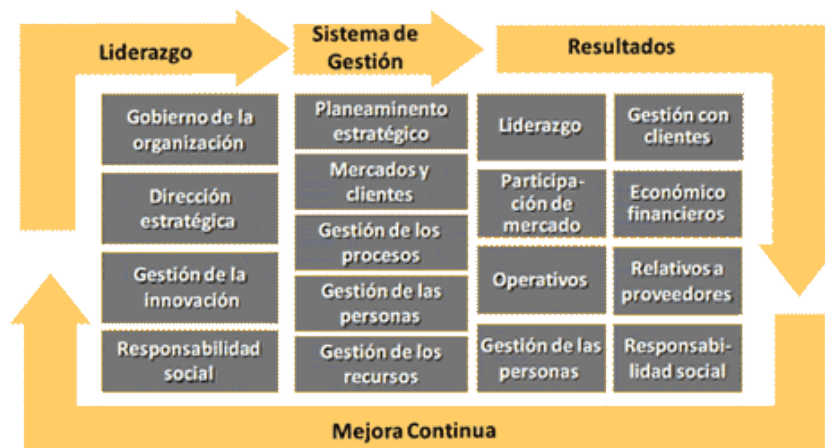 Liderazgo
Sistema de
Gestión
Resultados
Gobierno de la
organización
Dirección
estratégica
Gestión de la
innovación
Responsabilidad
social
Planeaminento
estratégico
Mercados y
clientes
Gestión de los
procesos
Gestión de las
personas
Gestión de los
recursos
Liderazgo
Participa-
ción de
mercado
Operativos
Gestión de las
personas
Gestión con
clientes
Económico
financieros
Relativos a
proveedores
Responsabi-
lidad social
Mejora Continua